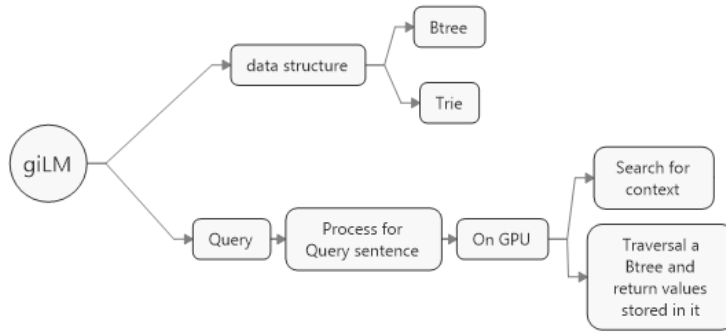 giLM
data structure
Btree
Trie
Query
Process for
Query sentence
On GPU
Search for
context
Traversal a
Btree and
return values
stored in it